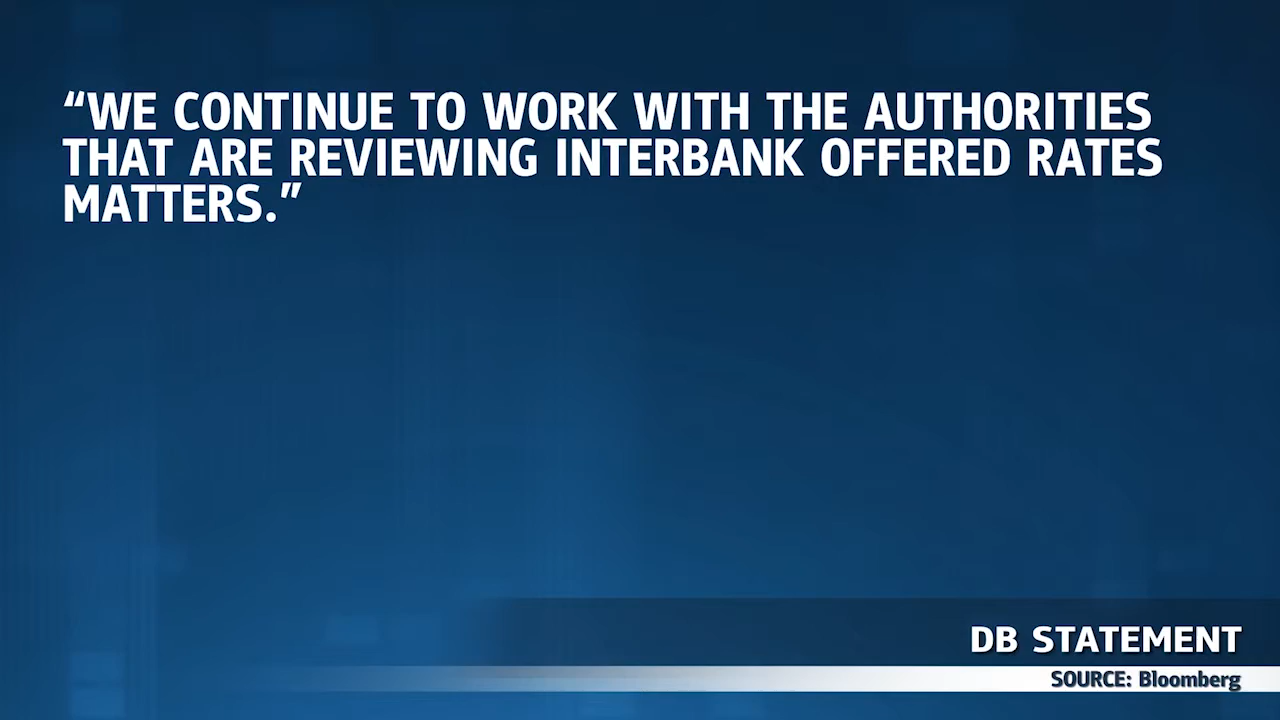 “WE CONTINUE TO WORK WITH THE AUTHORITIES
THAT ARE REVIEWING INTERBANK OFFERED RATES
MATTERS.”
DB STATEMENT
SOURCE: Bloomberg